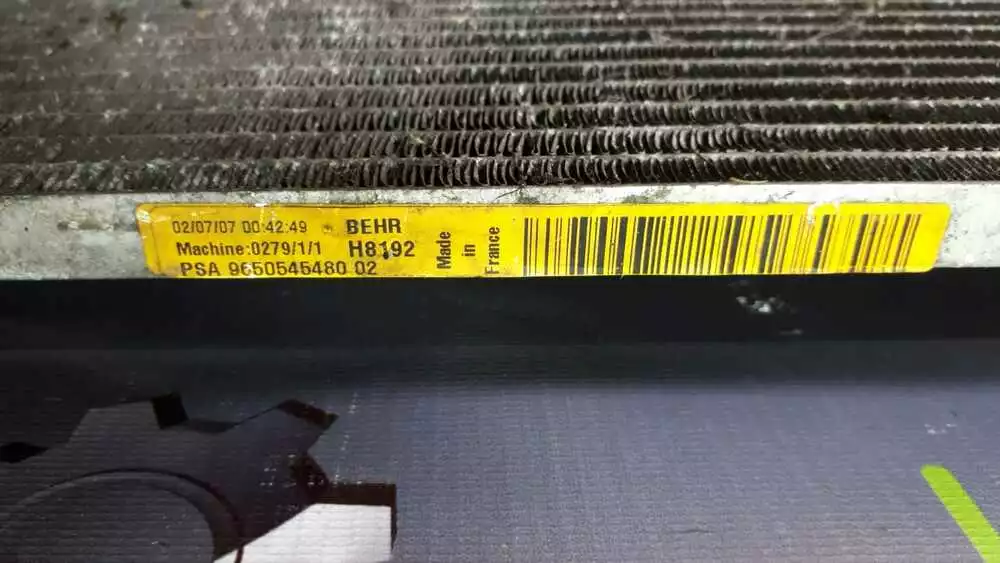 02/07/07 00:42:49 BEHR
Machine:0279/1/1 H8192
PSA 9650545480 02
Made
in
France